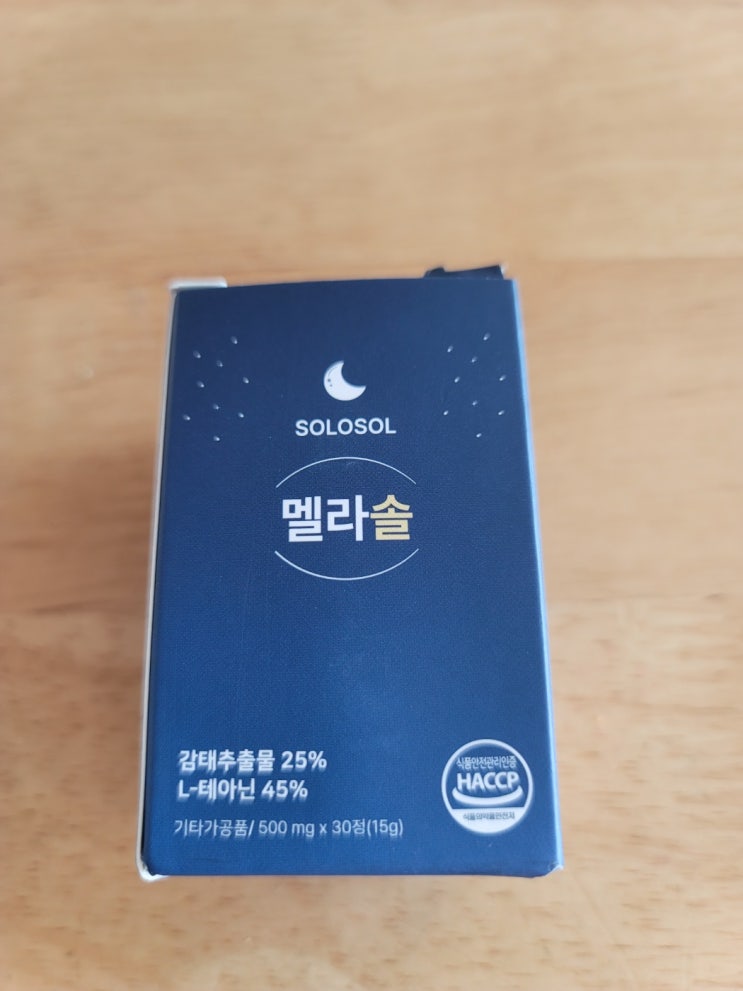 SOLOSOL
멜라솔
감태추출물 25%
L-테아닌 45%
기타가공품/ 500 mg x 30정(15g)
식품안전관리인증
HACCP
식품의약품안전처